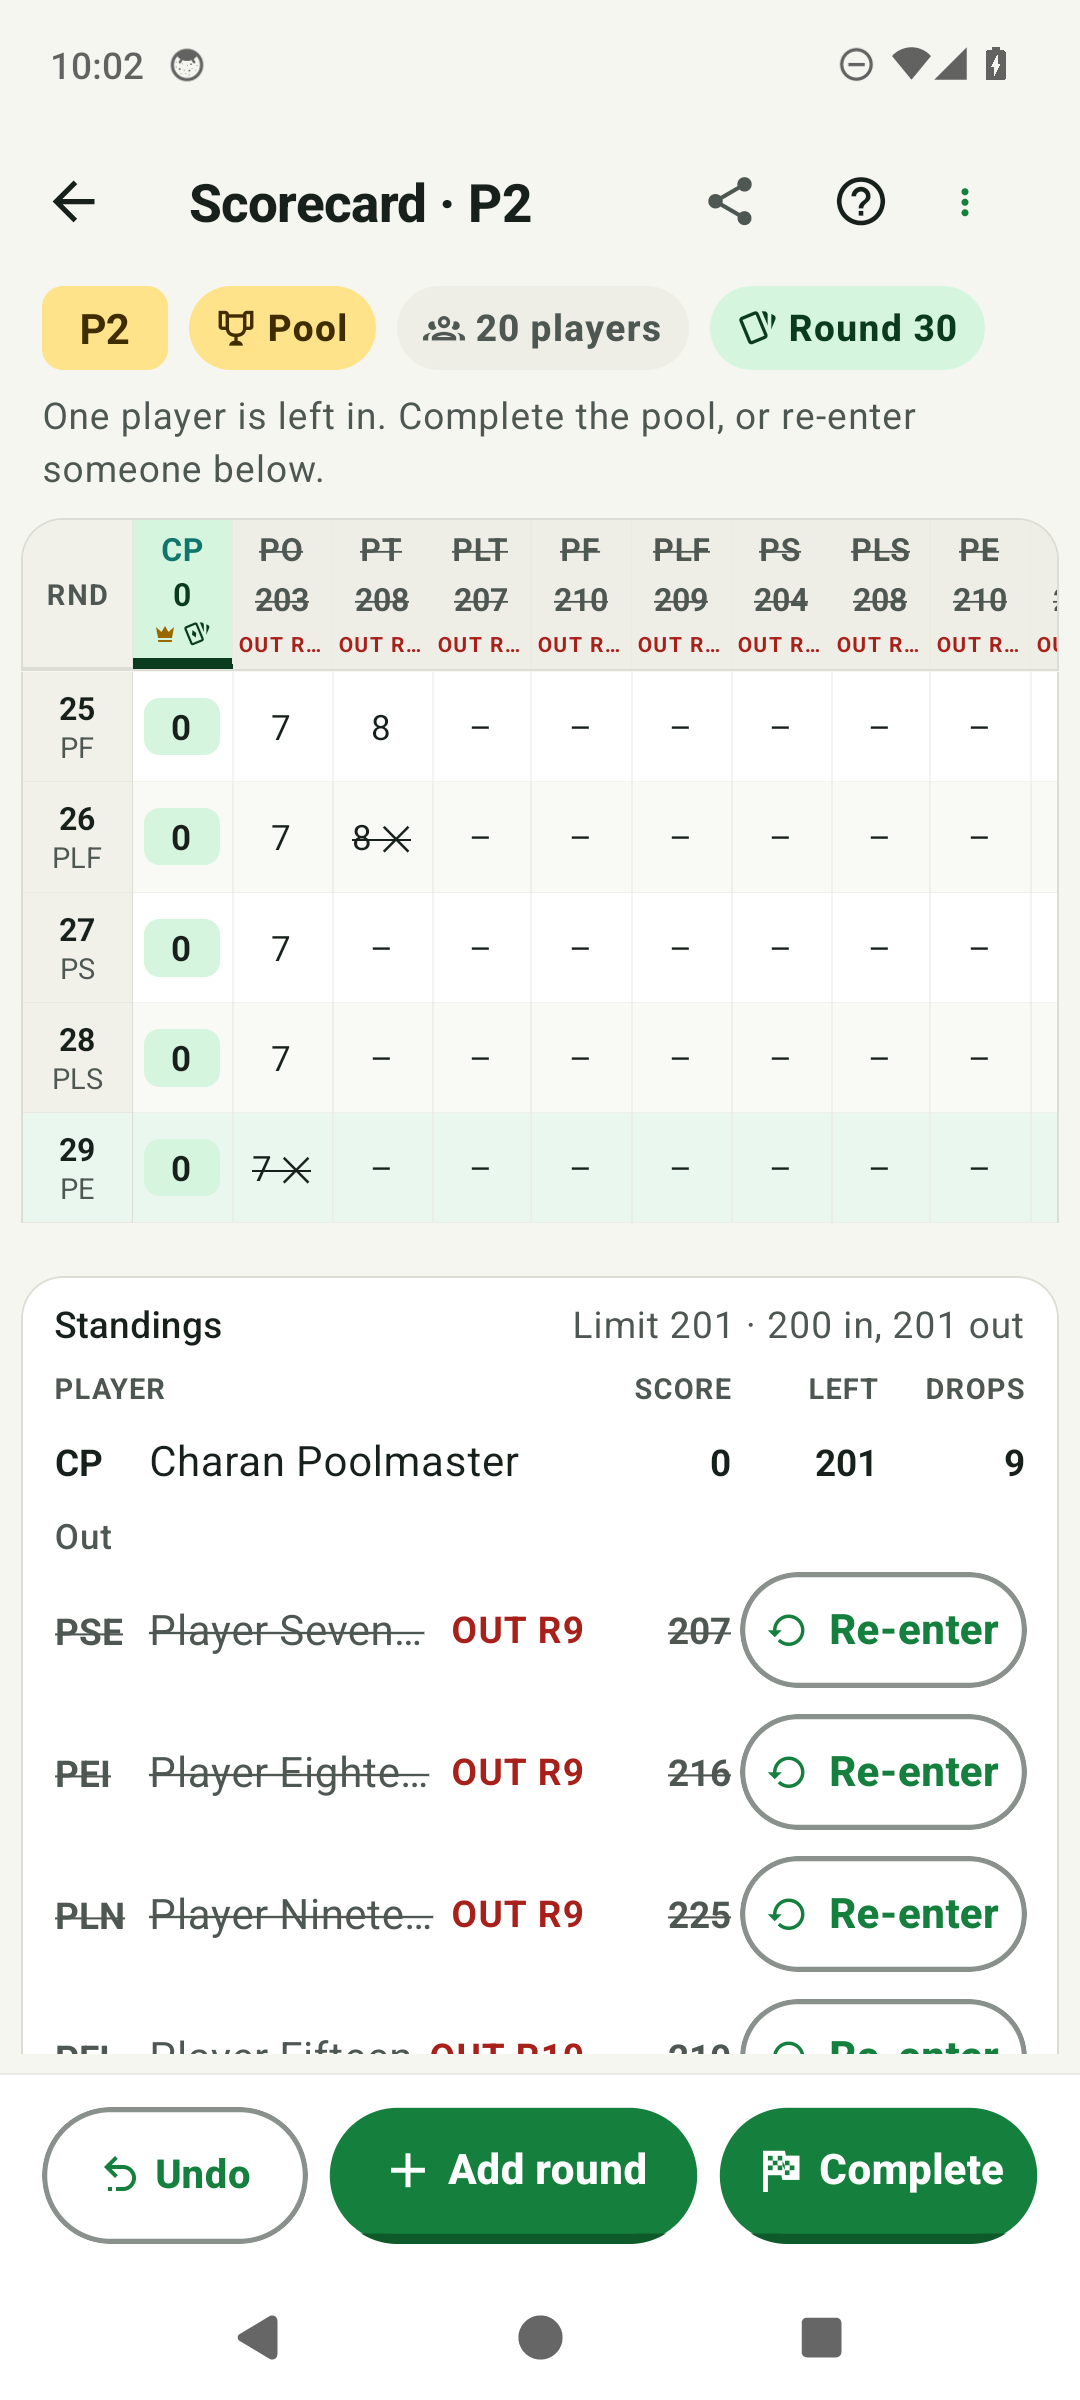 10:02
Scorecard · P2
P2 Pool 20 players Round 30
One player is left in. Complete the pool, or re-enter
someone below.
RND CP PO PT PLT PF PLF PS PLS PE
0 203 208 207 210 209 204 208 210
OUT R... OUT R... OUT R... OUT R... OUT R... OUT R... OUT R... OUT R...
25 0 7 8 – – – – – –
PF
26 0 7 8 X – – – – – –
PLF
27 0 7 – – – – – – –
PS
28 0 7 – – – – – – –
PLS
29 0 7 X – – – – – – –
PE
Standings Limit 201 · 200 in, 201 out
PLAYER SCORE LEFT DROPS
CP Charan Poolmaster 0 201 9
Out
PSE Player Seven... OUT R9 207 Re-enter
PEI Player Eighte... OUT R9 216 Re-enter
PLN Player Ninete... OUT R9 225 Re-enter
Player Fifteen OUT R10 Re-enter
Undo Add round Complete